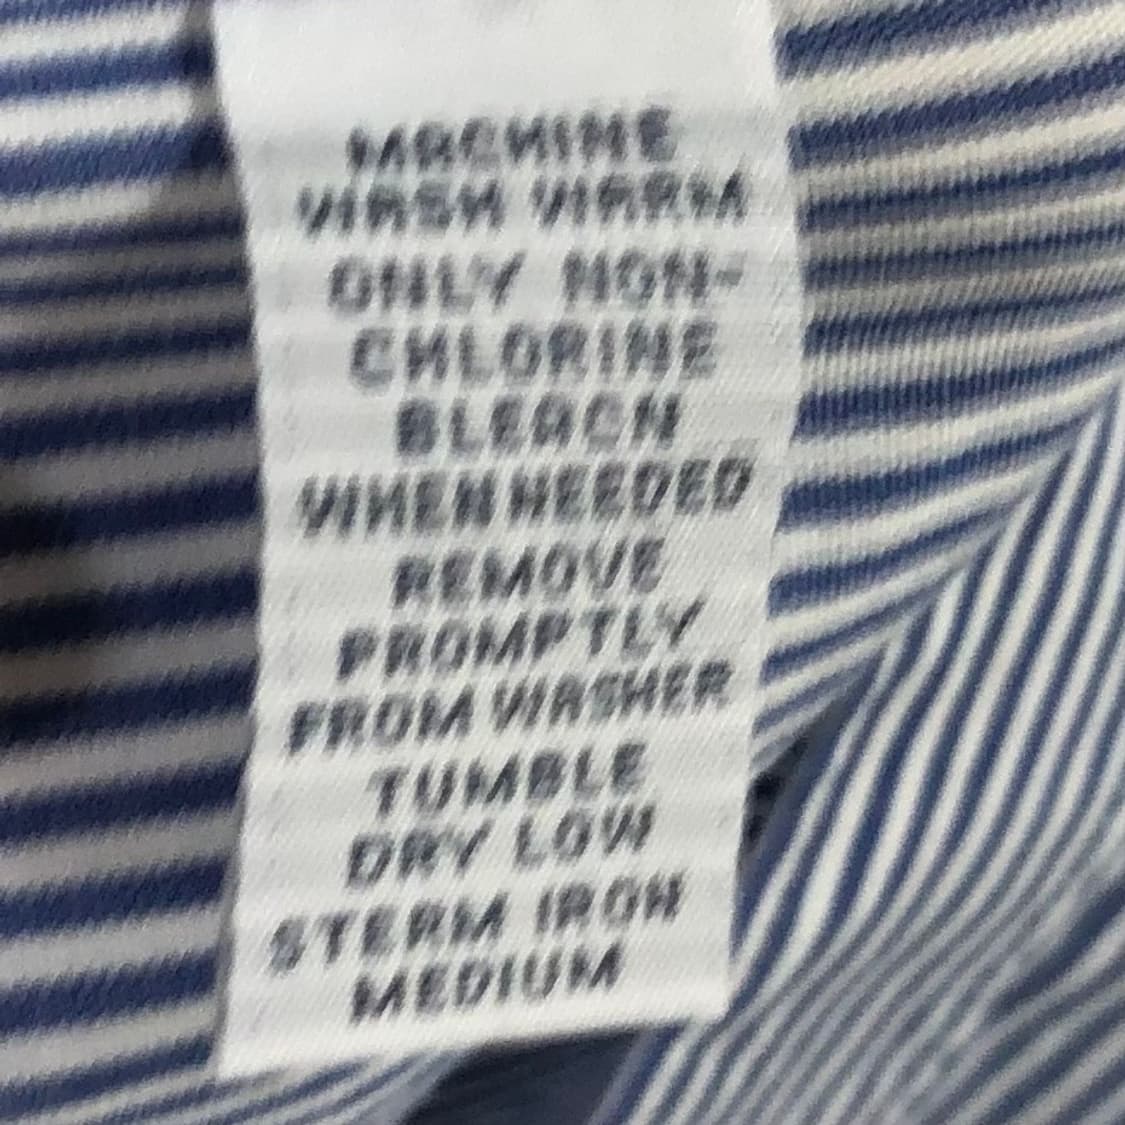 MACHINE
WASH WARM
ONLY NON-
CHLORINE
BLEACH
WHEN NEEDED
REMOVE
PROMPTLY
FROM WASHER
TUMBLE
DRY LOW
STEAM IRON
MEDIUM